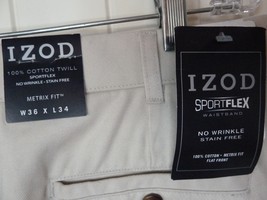 IZOD
100% COTTON TWILL
SPORTFLEX
NO WRINKLE • STAIN FREE
METRIX FIT™
W36 X L34
IZOD
SPORTFLEX
WAISTBAND
NO WRINKLE
STAIN FREE
100% COTTON • METRIX FIT
FLAT FRONT